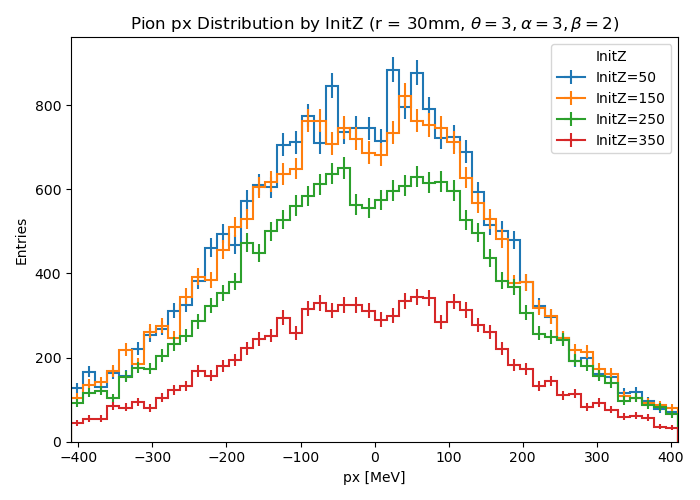 Pion px Distribution by InitZ (r = 30mm, θ = 3, α = 3, β = 2)
InitZ
InitZ=50
InitZ=150
InitZ=250
InitZ=350
Entries
800
600
400
200
0
−400 −300 −200 −100 0 100 200 300 400
px [MeV]